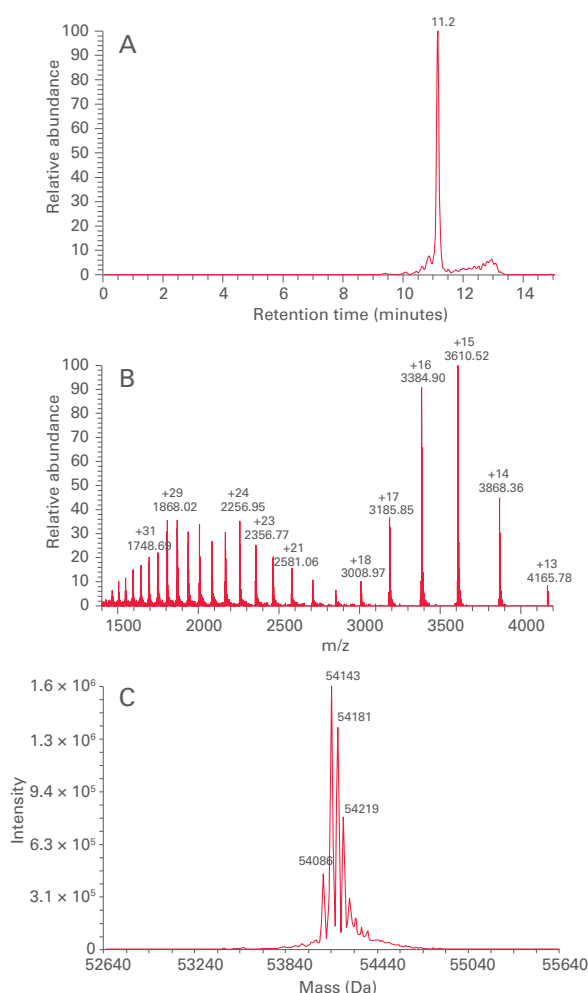 A
11.2
100
90
80
70
60
50
40
30
20
10
0
Relative abundance
0 2 4 6 8 10 12 14
Retention time (minutes)
B
100
90
80
70
60
50
40
30
20
10
0
Relative abundance
+31
1748.69
+29
1868.02
+24
2256.95
+23
2356.77
+21
2581.06
+18
3008.97
+17
3185.85
+16
3384.90
+15
3610.52
+14
3868.36
+13
4165.78
1500 2000 2500 3000 3500 4000
m/z
C
1.6 × 10⁶
1.3 × 10⁶
9.4 × 10⁵
6.3 × 10⁵
3.1 × 10⁵
0
Intensity
54143
54181
54219
54086
52640 53240 53840 54440 55040 55640
Mass (Da)